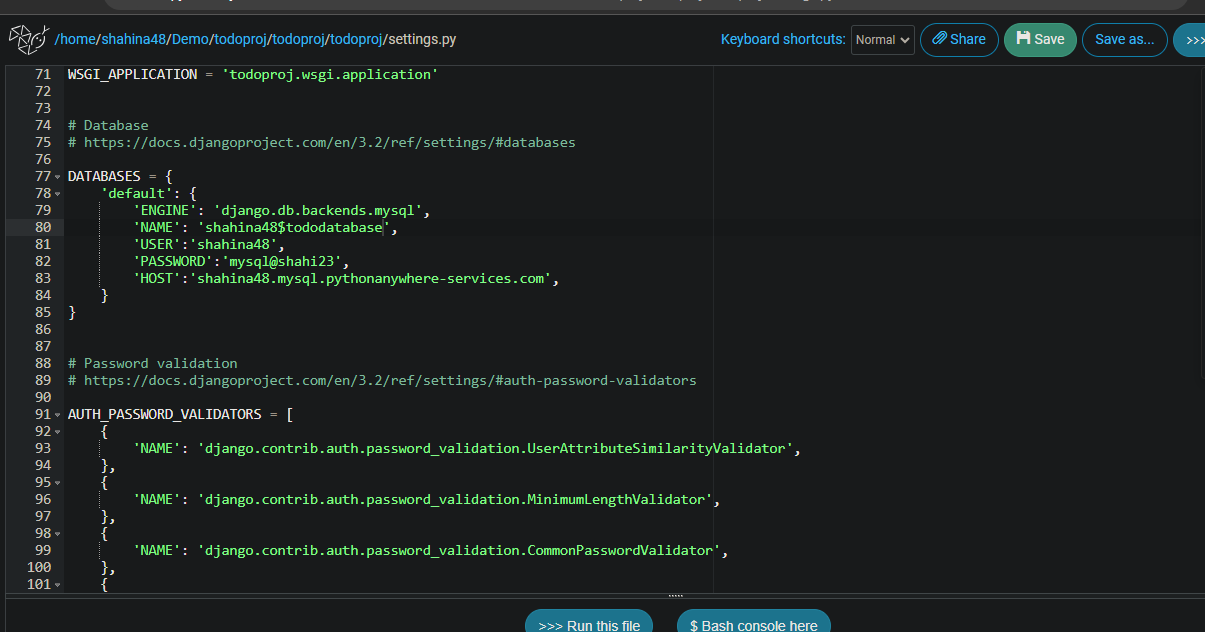 /home/shahina48/Demo/todoproj/todoproj/todoproj/settings.py Keyboard shortcuts: Normal Share Save Save as... >>>
71 WSGI_APPLICATION = 'todoproj.wsgi.application'
72
73
74 # Database
75 # https://docs.djangoproject.com/en/3.2/ref/settings/#databases
76
77 DATABASES = {
78     'default': {
79         'ENGINE': 'django.db.backends.mysql',
80         'NAME': 'shahina48$tododatabase',
81         'USER':'shahina48',
82         'PASSWORD':'mysql@shahi23',
83         'HOST':'shahina48.mysql.pythonanywhere-services.com',
84     }
85 }
86
87
88 # Password validation
89 # https://docs.djangoproject.com/en/3.2/ref/settings/#auth-password-validators
90
91 AUTH_PASSWORD_VALIDATORS = [
92     {
93         'NAME': 'django.contrib.auth.password_validation.UserAttributeSimilarityValidator',
94     },
95     {
96         'NAME': 'django.contrib.auth.password_validation.MinimumLengthValidator',
97     },
98     {
99         'NAME': 'django.contrib.auth.password_validation.CommonPasswordValidator',
100     },
101     {
>>> Run this file $ Bash console here